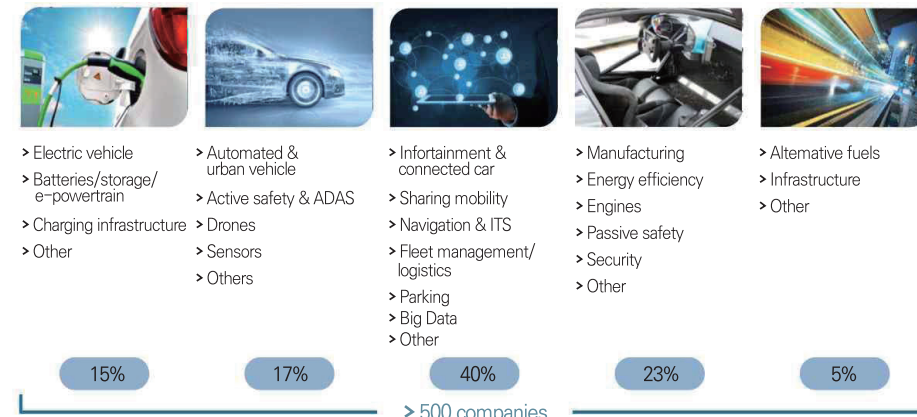 > Electric vehicle
> Batteries/storage/
e-powertrain
> Charging infrastructure
> Other
> Automated &
urban vehicle
> Active safety & ADAS
> Drones
> Sensors
> Others
> Infortainment &
connected car
> Sharing mobility
> Navigation & ITS
> Fleet management/
logistics
> Parking
> Big Data
> Other
> Manufacturing
> Energy efficiency
> Engines
> Passive safety
> Security
> Other
> Altemative fuels
> Infrastructure
> Other
15%
17%
40%
23%
5%
> 500 companies